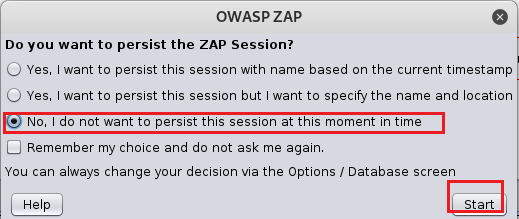 OWASP ZAP
Do you want to persist the ZAP Session?
Yes, I want to persist this session with name based on the current timestamp
Yes, I want to persist this session but I want to specify the name and location
No, I do not want to persist this session at this moment in time
Remember my choice and do not ask me again.
You can always change your decision via the Options / Database screen
Help
Start